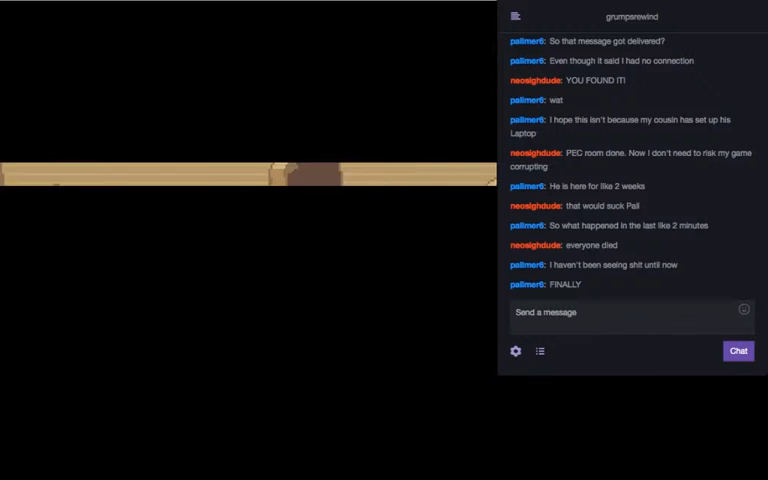 grumpsrewind
pallmer6: So that message got delivered?
pallmer6: Even though it said I had no connection
neosighdude: YOU FOUND IT!
pallmer6: wat
pallmer6: I hope this isn't because my cousin has set up his
Laptop
neosighdude: PEC room done. Now I don't need to risk my game
corrupting
pallmer6: He is here for like 2 weeks
neosighdude: that would suck Pall
pallmer6: So what happened in the last like 2 minutes
neosighdude: everyone died
pallmer6: I haven't been seeing shit until now
pallmer6: FINALLY
Send a message
Chat